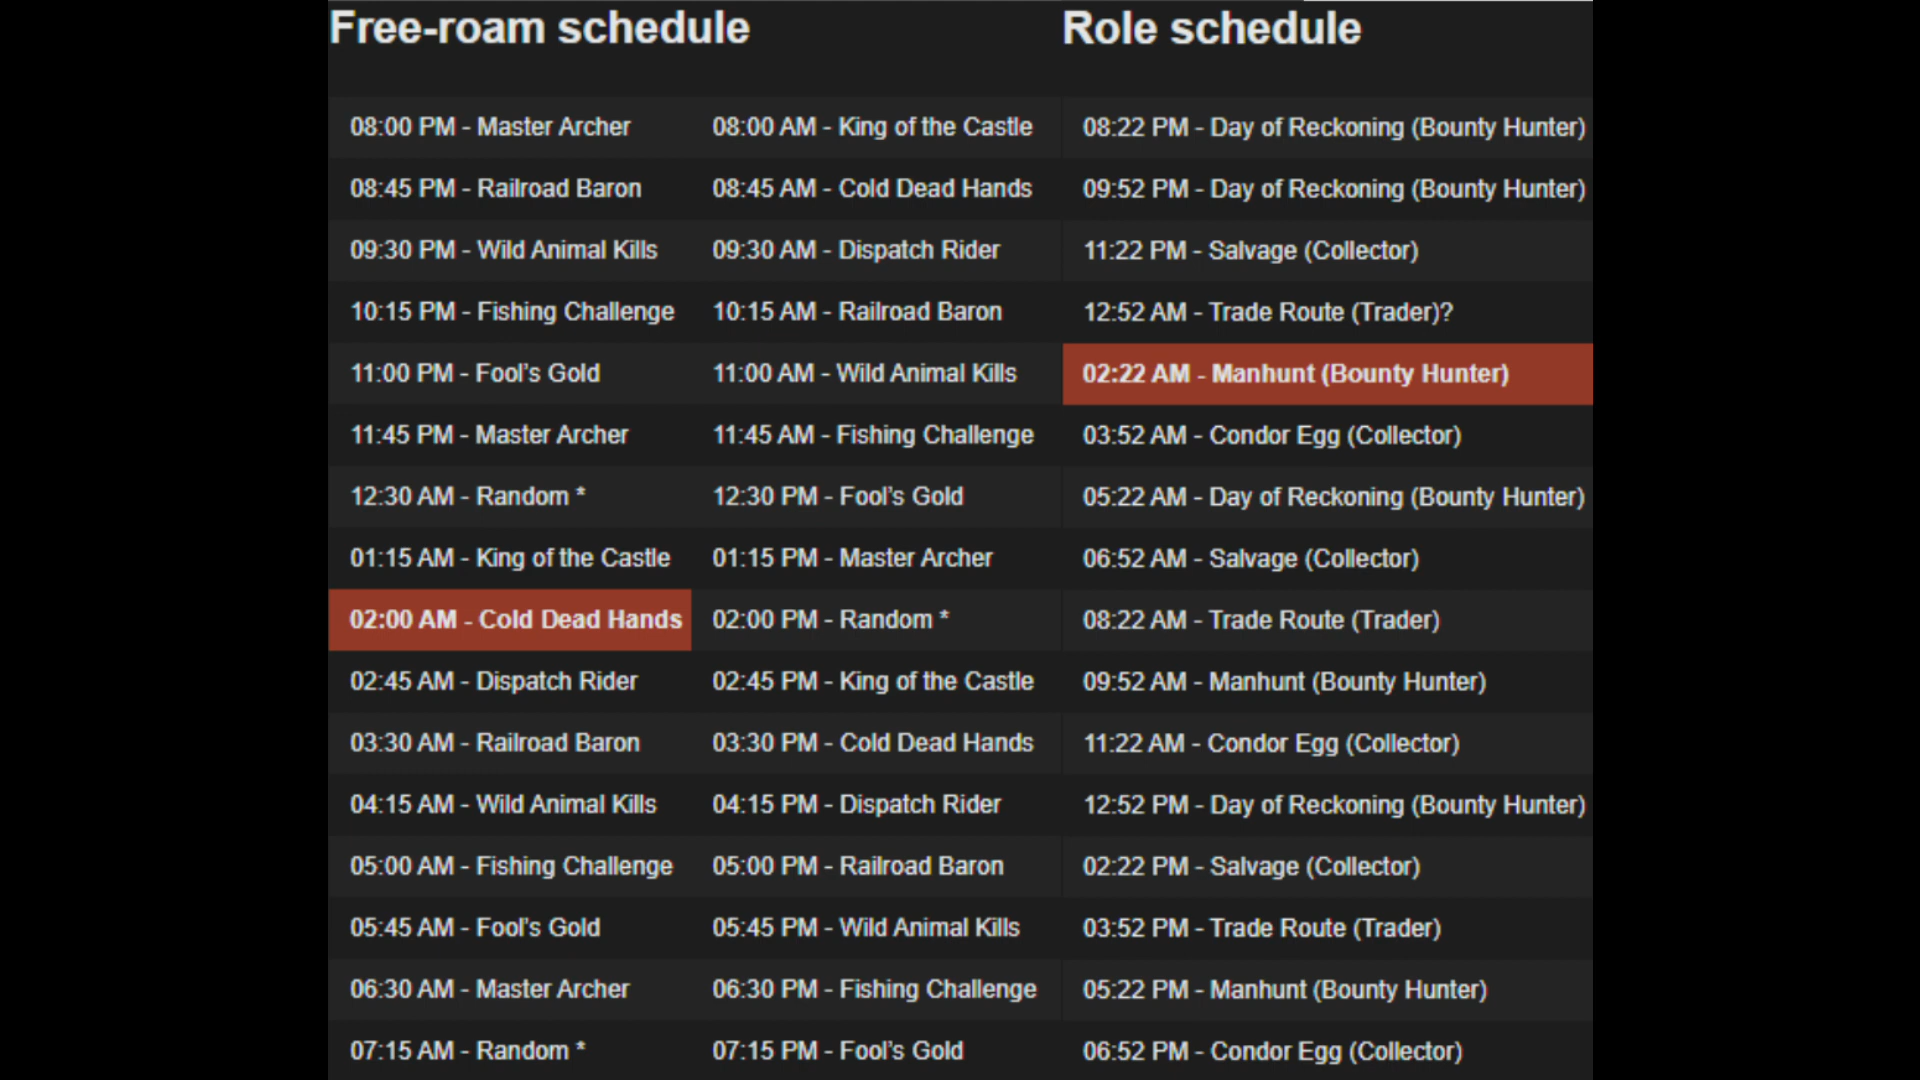 Free-roam schedule
08:00 PM - Master Archer
08:45 PM - Railroad Baron
09:30 PM - Wild Animal Kills
10:15 PM - Fishing Challenge
11:00 PM - Fool’s Gold
11:45 PM - Master Archer
12:30 AM - Random *
01:15 AM - King of the Castle
02:00 AM - Cold Dead Hands
02:45 AM - Dispatch Rider
03:30 AM - Railroad Baron
04:15 AM - Wild Animal Kills
05:00 AM - Fishing Challenge
05:45 AM - Fool’s Gold
06:30 AM - Master Archer
07:15 AM - Random *
08:00 AM - King of the Castle
08:45 AM - Cold Dead Hands
09:30 AM - Dispatch Rider
10:15 AM - Railroad Baron
11:00 AM - Wild Animal Kills
11:45 AM - Fishing Challenge
12:30 PM - Fool’s Gold
01:15 PM - Master Archer
02:00 PM - Random *
02:45 PM - King of the Castle
03:30 PM - Cold Dead Hands
04:15 PM - Dispatch Rider
05:00 PM - Railroad Baron
05:45 PM - Wild Animal Kills
06:30 PM - Fishing Challenge
07:15 PM - Fool’s Gold
Role schedule
08:22 PM - Day of Reckoning (Bounty Hunter)
09:52 PM - Day of Reckoning (Bounty Hunter)
11:22 PM - Salvage (Collector)
12:52 AM - Trade Route (Trader)?
02:22 AM - Manhunt (Bounty Hunter)
03:52 AM - Condor Egg (Collector)
05:22 AM - Day of Reckoning (Bounty Hunter)
06:52 AM - Salvage (Collector)
08:22 AM - Trade Route (Trader)
09:52 AM - Manhunt (Bounty Hunter)
11:22 AM - Condor Egg (Collector)
12:52 PM - Day of Reckoning (Bounty Hunter)
02:22 PM - Salvage (Collector)
03:52 PM - Trade Route (Trader)
05:22 PM - Manhunt (Bounty Hunter)
06:52 PM - Condor Egg (Collector)